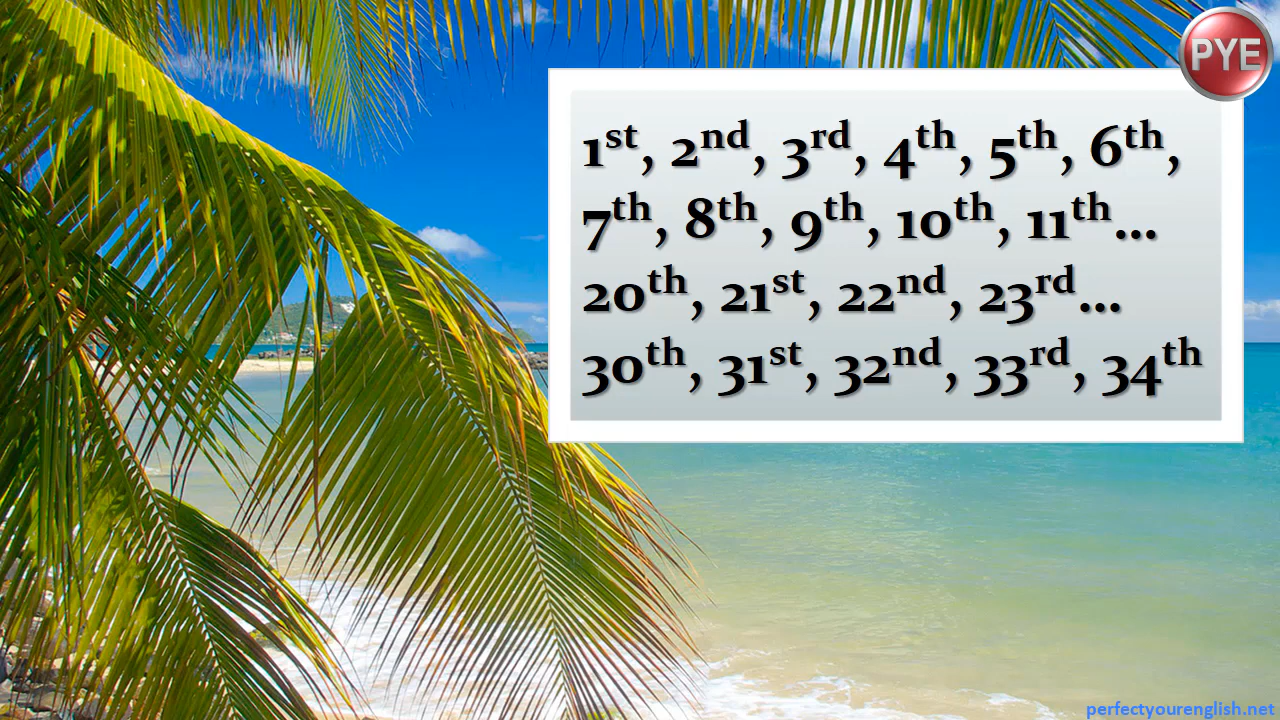 PYE
1st, 2nd, 3rd, 4th, 5th, 6th,
7th, 8th, 9th, 10th, 11th...
20th, 21st, 22nd, 23rd...
30th, 31st, 32nd, 33rd, 34th
perfectyourenglish.net